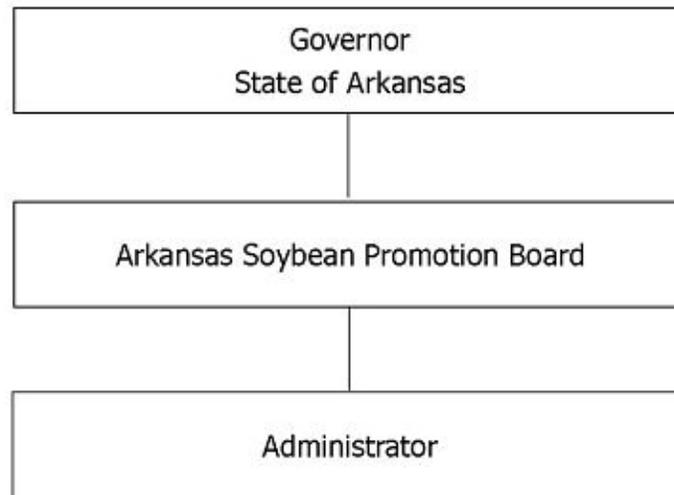 Governor
State of Arkansas
Arkansas Soybean Promotion Board
Administrator